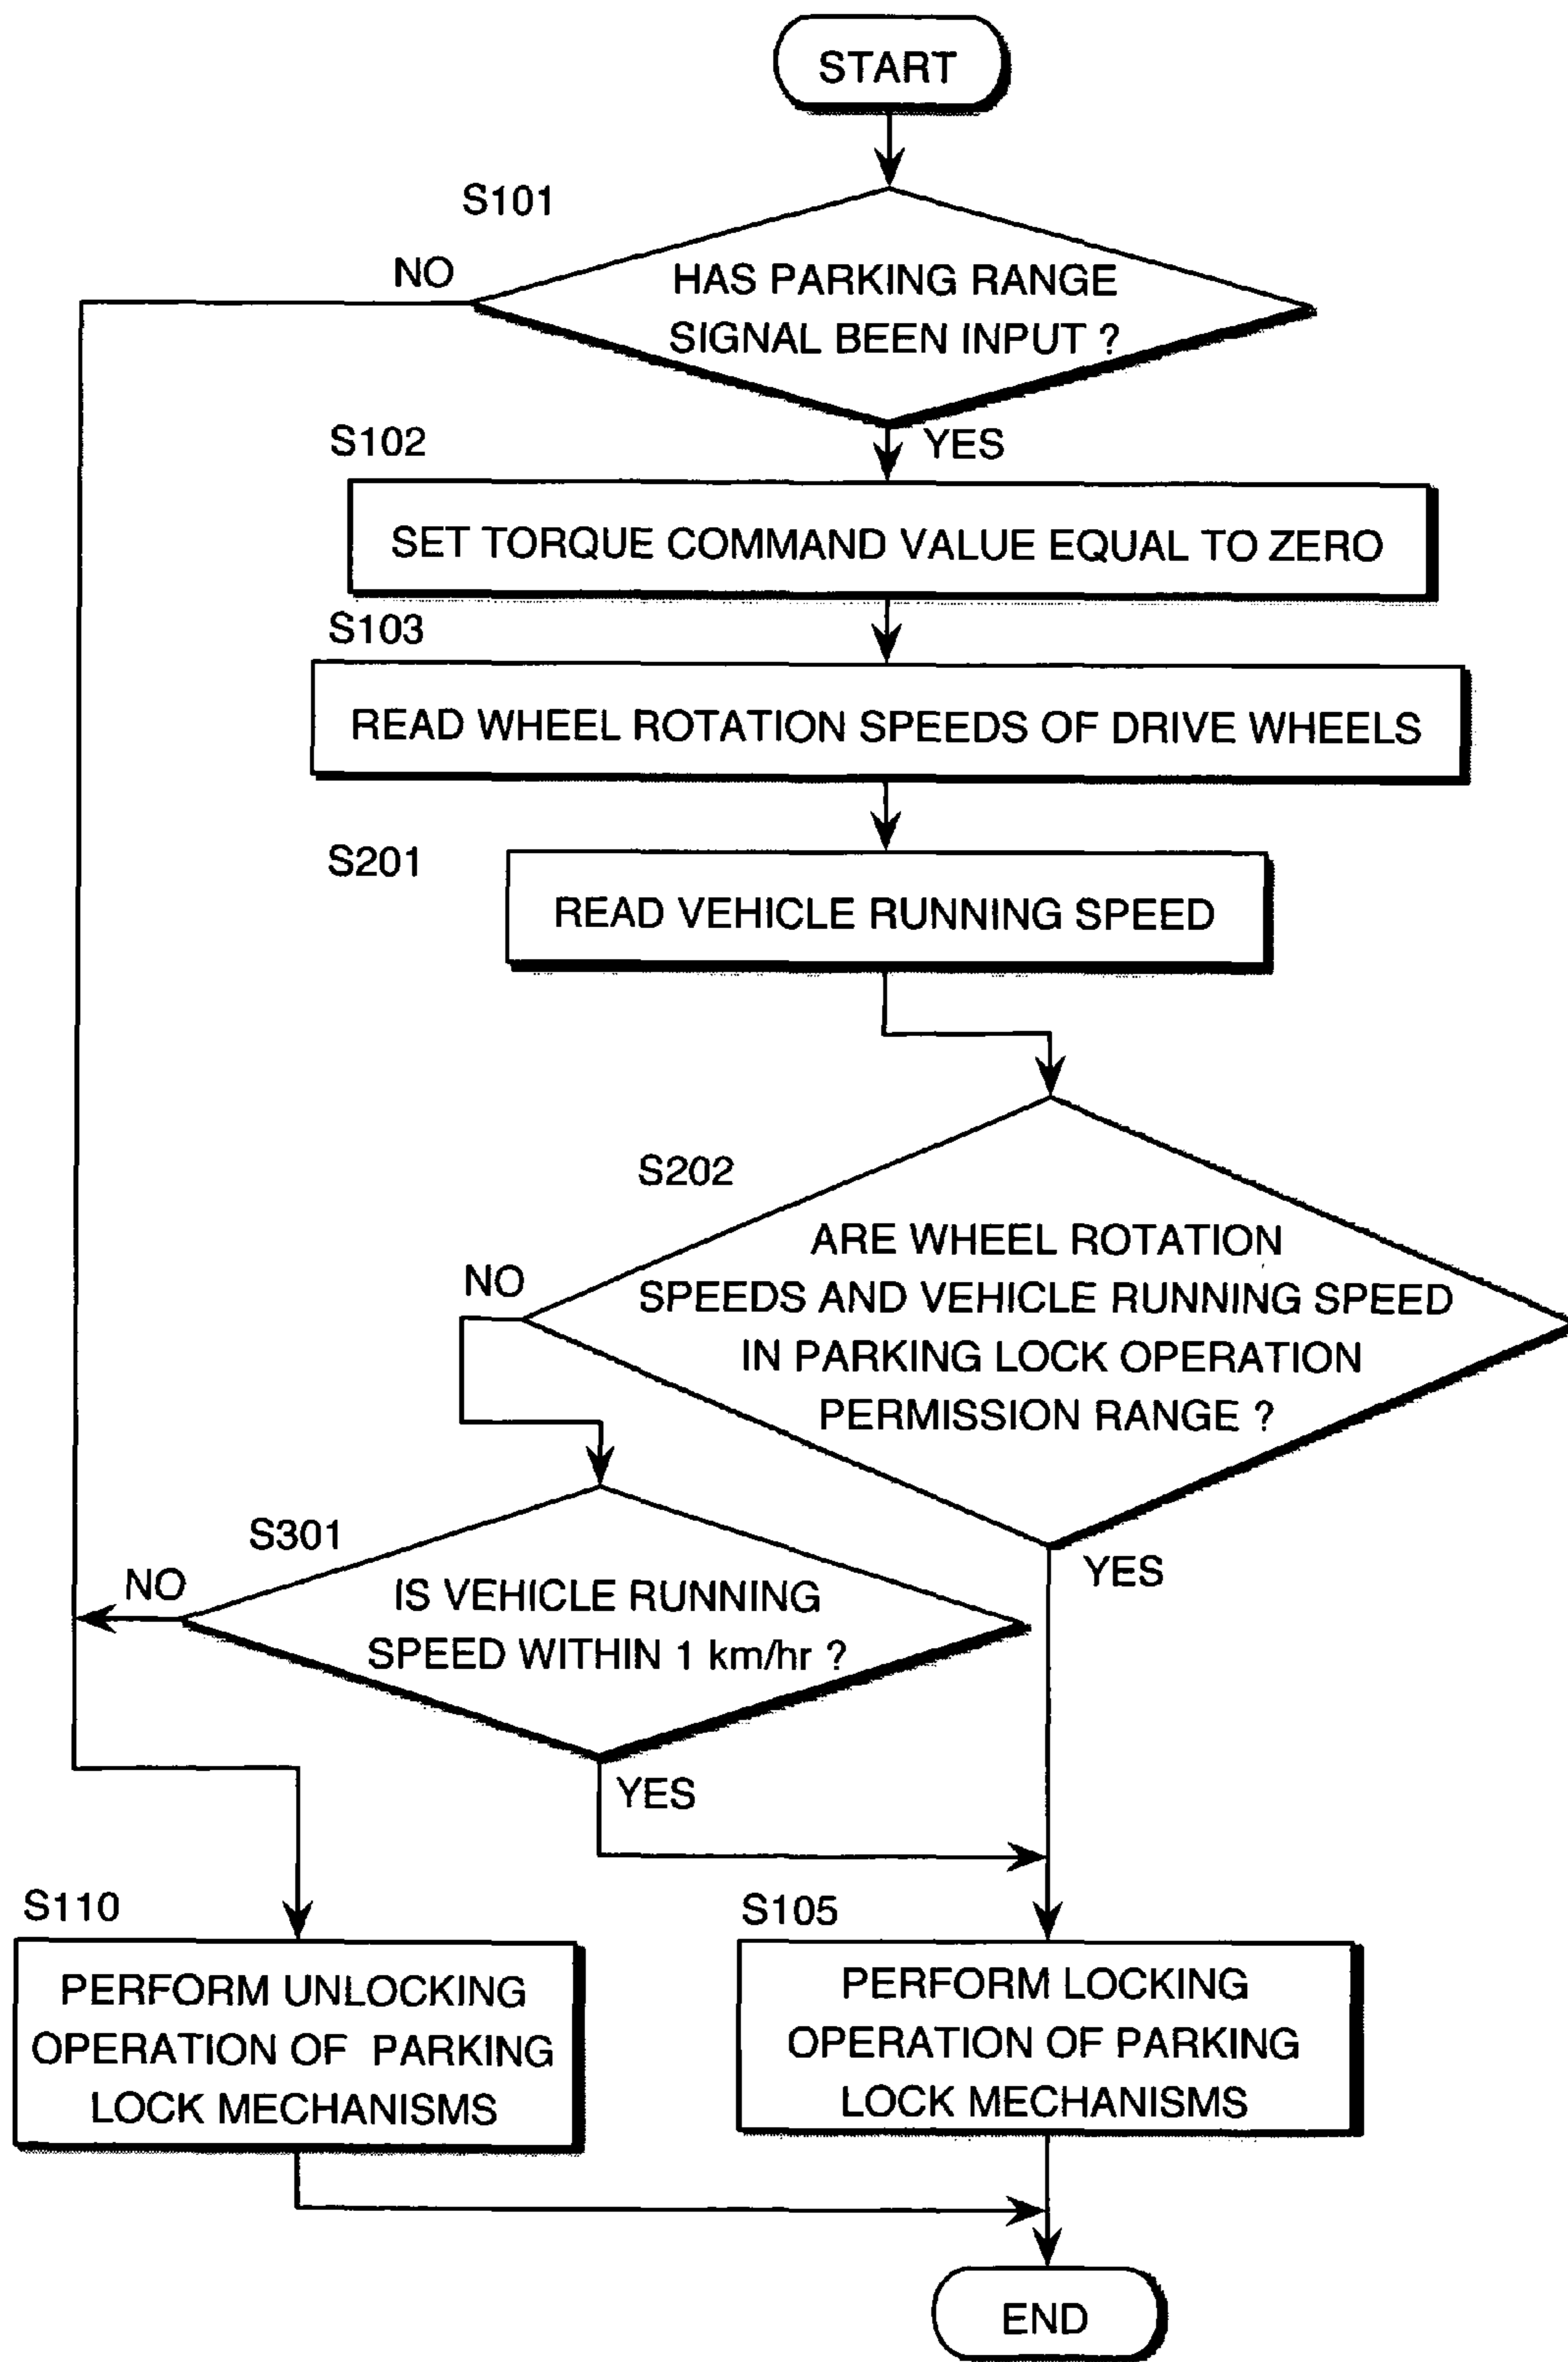 START
S101
NO
HAS PARKING RANGE
SIGNAL BEEN INPUT ?
YES
S102
SET TORQUE COMMAND VALUE EQUAL TO ZERO
S103
READ WHEEL ROTATION SPEEDS OF DRIVE WHEELS
S201
READ VEHICLE RUNNING SPEED
S202
NO
ARE WHEEL ROTATION
SPEEDS AND VEHICLE RUNNING SPEED
IN PARKING LOCK OPERATION
PERMISSION RANGE ?
YES
S301
NO
IS VEHICLE RUNNING
SPEED WITHIN 1 km/hr ?
YES
S110
PERFORM UNLOCKING
OPERATION OF PARKING
LOCK MECHANISMS
S105
PERFORM LOCKING
OPERATION OF PARKING
LOCK MECHANISMS
END